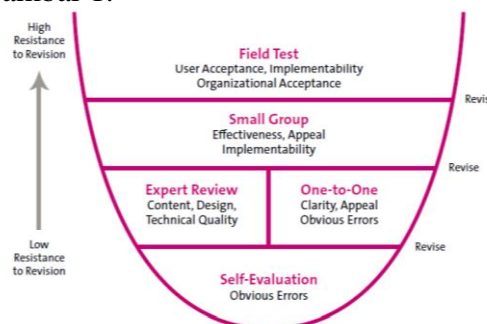 High
Resistance
to Revision
Field Test
User Acceptance, Implementability
Organizational Acceptance
Small Group
Effectiveness, Appeal
Implementability
Revise
Expert Review
Content, Design,
Technical Quality
One-to-One
Clarity, Appeal
Obvious Errors
Revise
Low
Resistance
to Revision
Self-Evaluation
Obvious Errors